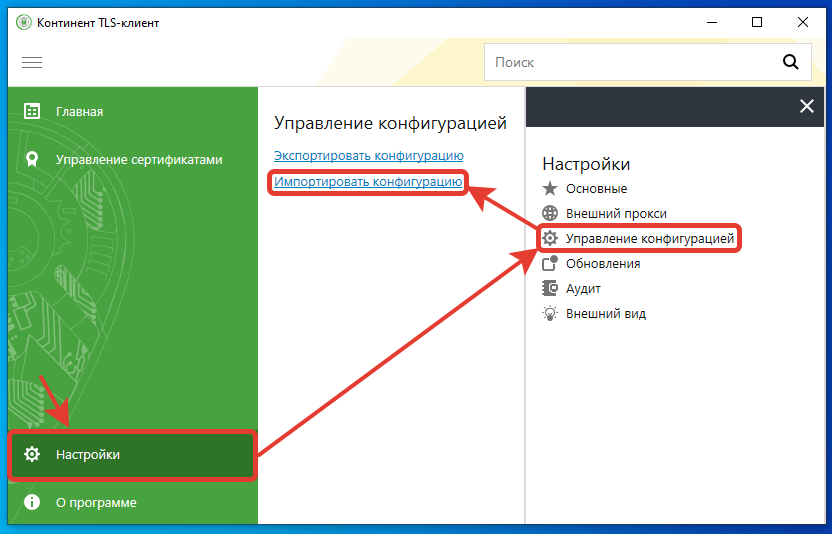 Континент TLS-клиент
Поиск
Главная
Управление сертификатами
Настройки
О программе
Управление конфигурацией
Экспортировать конфигурацию
Импортировать конфигурацию
Настройки
Основные
Внешний прокси
Управление конфигурацией
Обновления
Аудит
Внешний вид